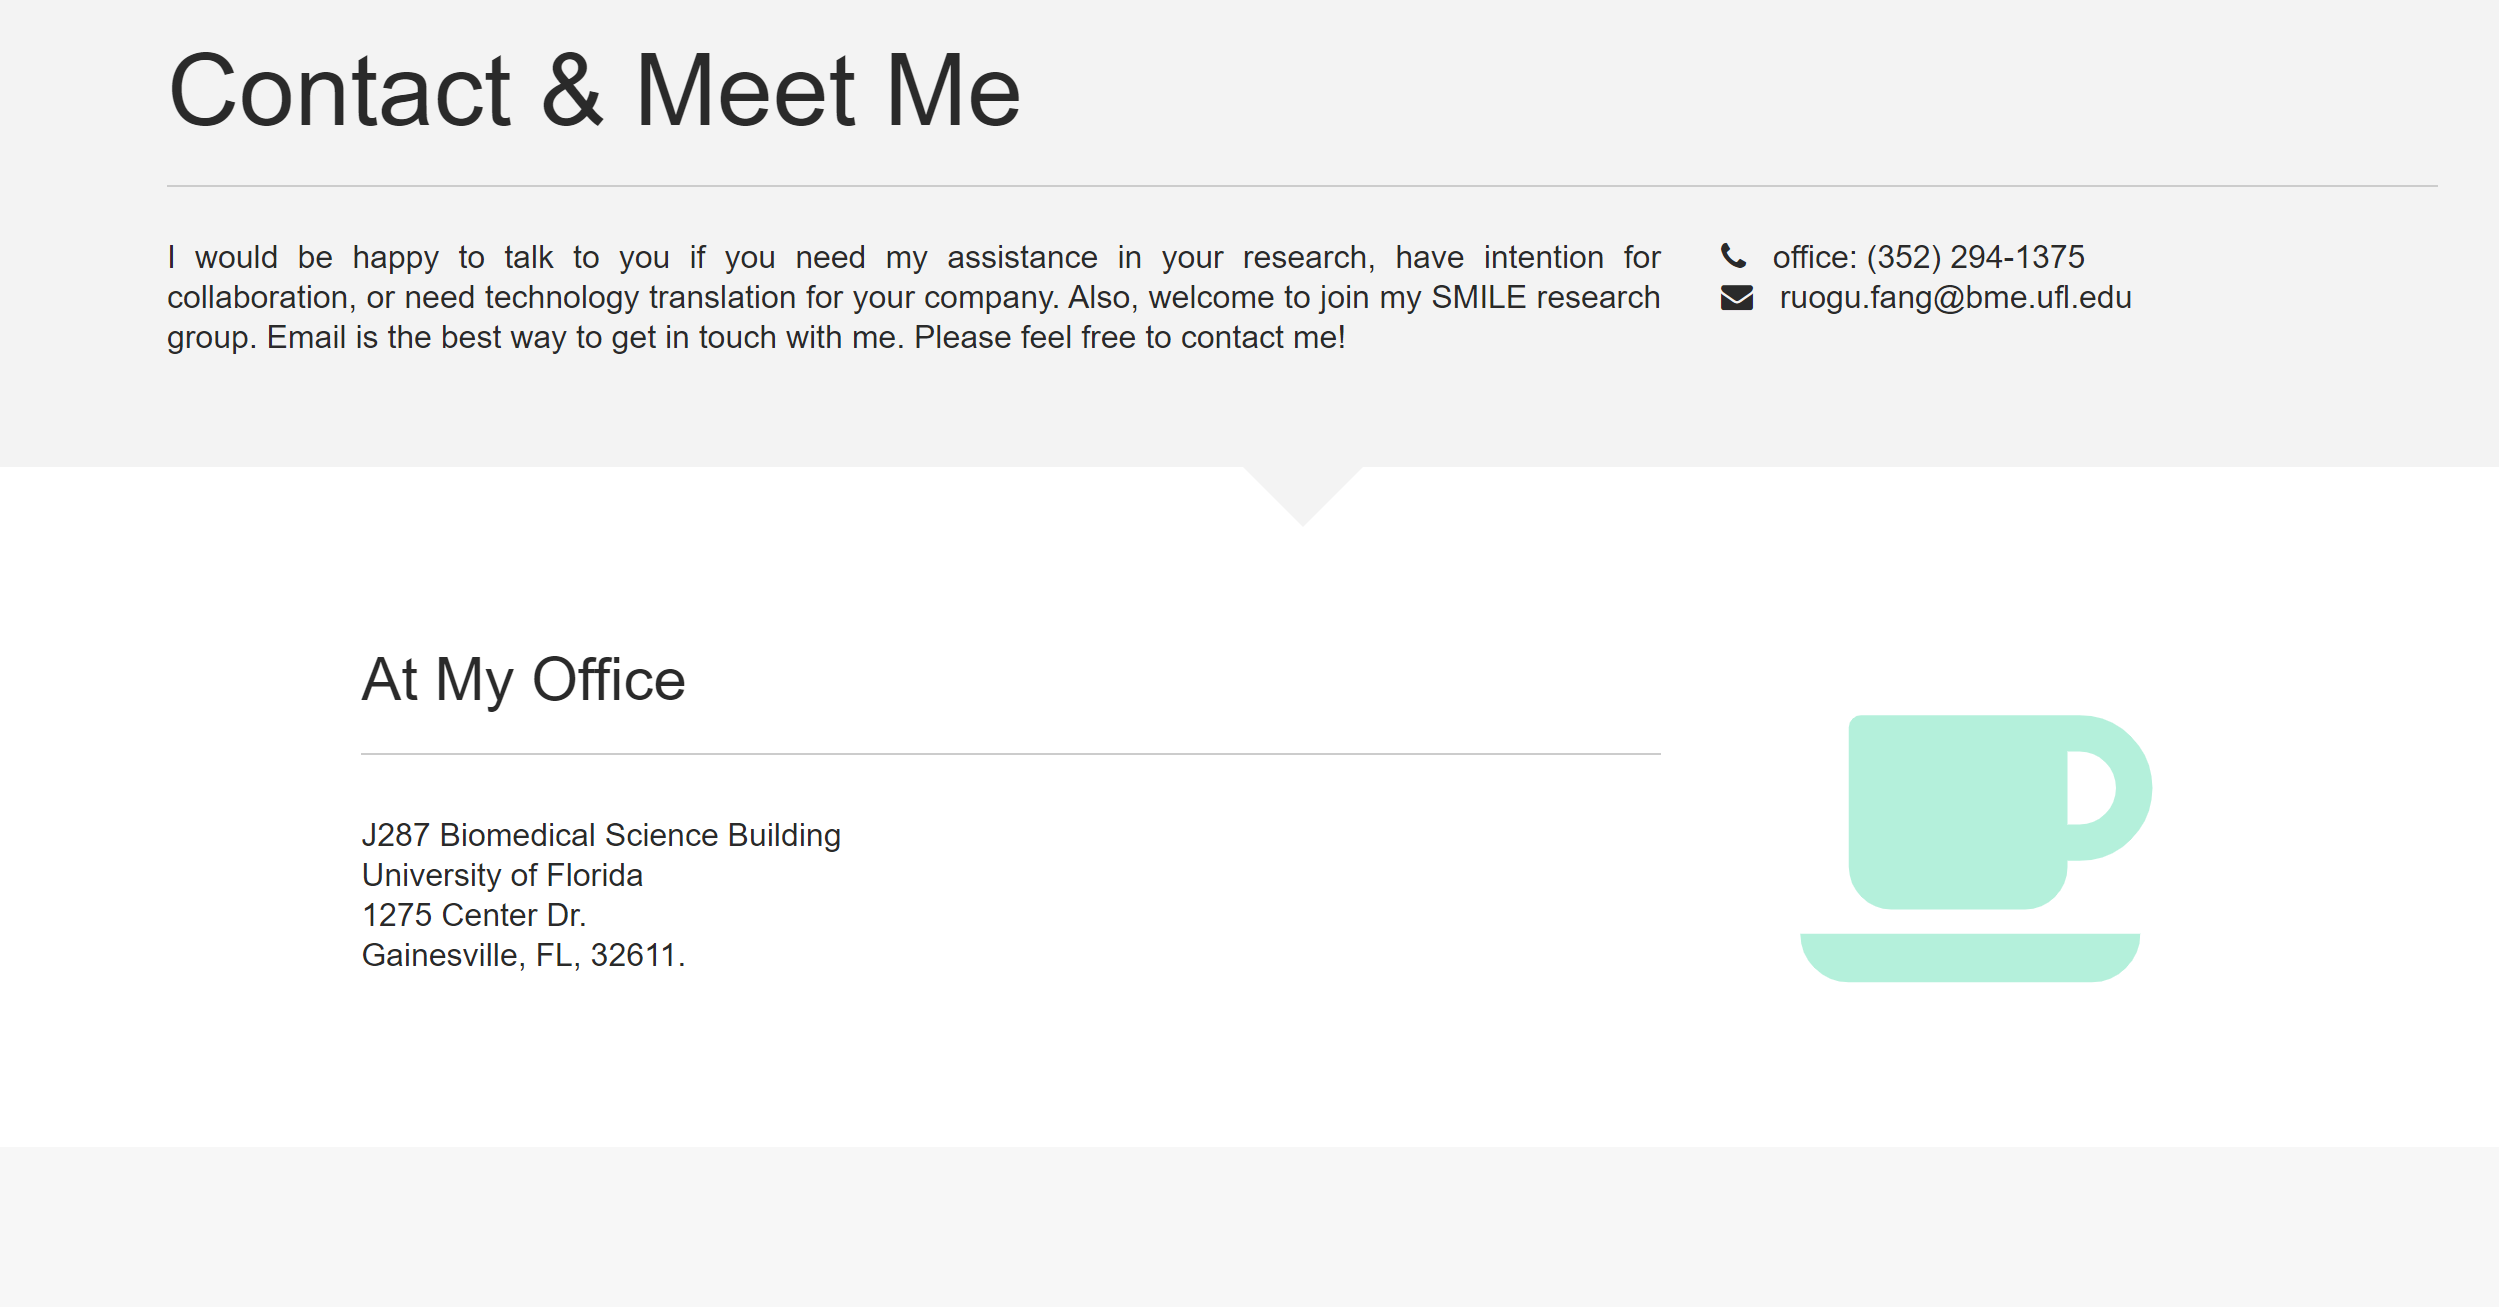 Contact & Meet Me
I would be happy to talk to you if you need my assistance in your research, have intention for
collaboration, or need technology translation for your company. Also, welcome to join my SMILE research
group. Email is the best way to get in touch with me. Please feel free to contact me!
office: (352) 294-1375
ruogu.fang@bme.ufl.edu
At My Office
J287 Biomedical Science Building
University of Florida
1275 Center Dr.
Gainesville, FL, 32611.